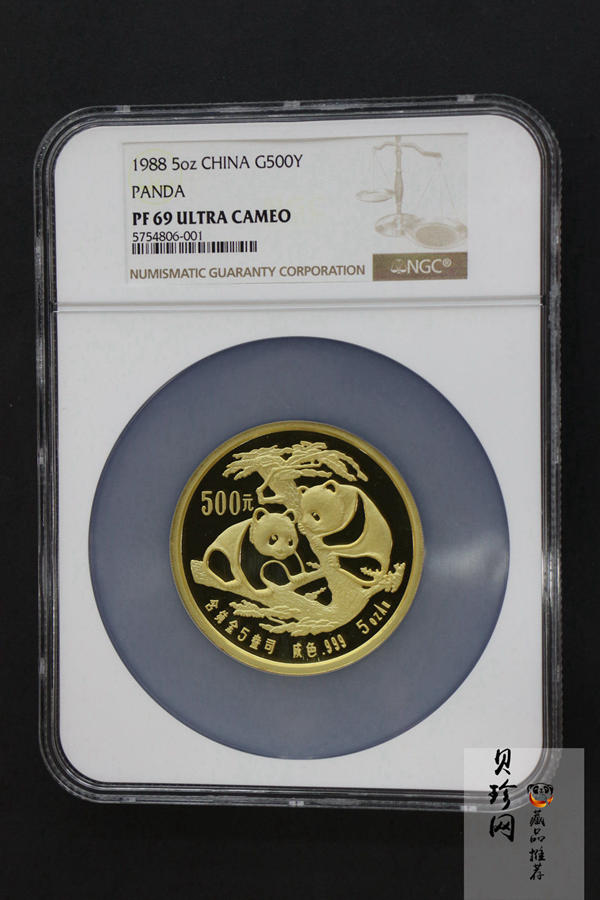 1988 5oz CHINA G500Y
PANDA
PF 69 ULTRA CAMEO
5754806-001
NUMISMATIC GUARANTY CORPORATION
NGC®
500元
含純金5盎司 成色.999 5ozAu
贝珍网
藏品推荐